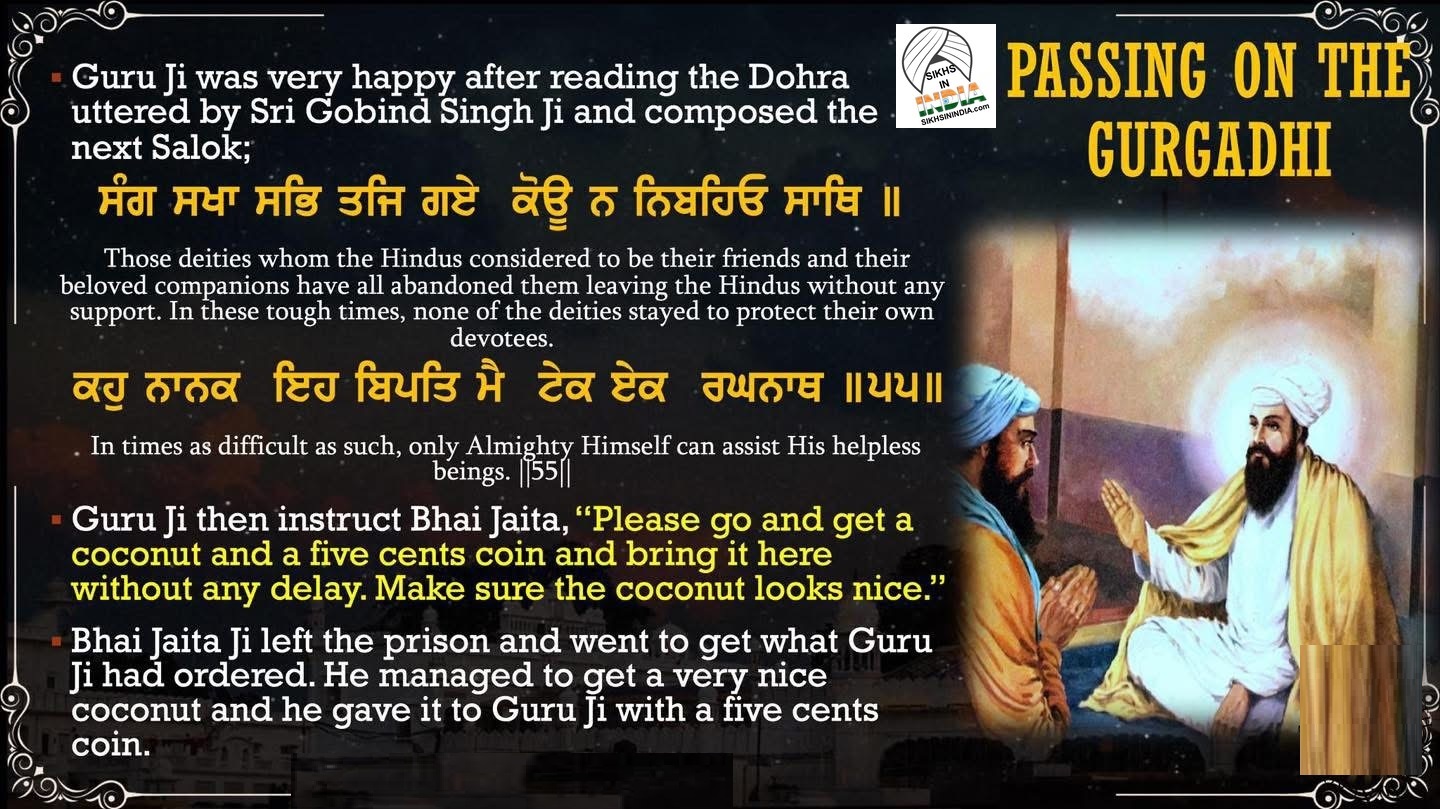 PASSING ON THE
GURGADHI
SIKHS
IN
INDIA
SIKHSININDIA.com
Guru Ji was very happy after reading the Dohra
uttered by Sri Gobind Singh Ji and composed the
next Salok;
ਸੰਗ ਸਖਾ ਸਭਿ ਤਜਿ ਗਏ ਕੋਊ ਨ ਨਿਬਹਿਓ ਸਾਥਿ ॥
Those deities whom the Hindus considered to be their friends and their
beloved companions have all abandoned them leaving the Hindus without any
support. In these tough times, none of the deities stayed to protect their own
devotees.
ਕਹੁ ਨਾਨਕ ਇਹ ਬਿਪਤਿ ਮੈ ਟੇਕ ਏਕ ਰਘਨਾਥ ॥੫੫॥
In times as difficult as such, only Almighty Himself can assist His helpless
beings. ||55||
Guru Ji then instruct Bhai Jaita, “Please go and get a
coconut and a five cents coin and bring it here
without any delay. Make sure the coconut looks nice.”
Bhai Jaita Ji left the prison and went to get what Guru
Ji had ordered. He managed to get a very nice
coconut and he gave it to Guru Ji with a five cents
coin.